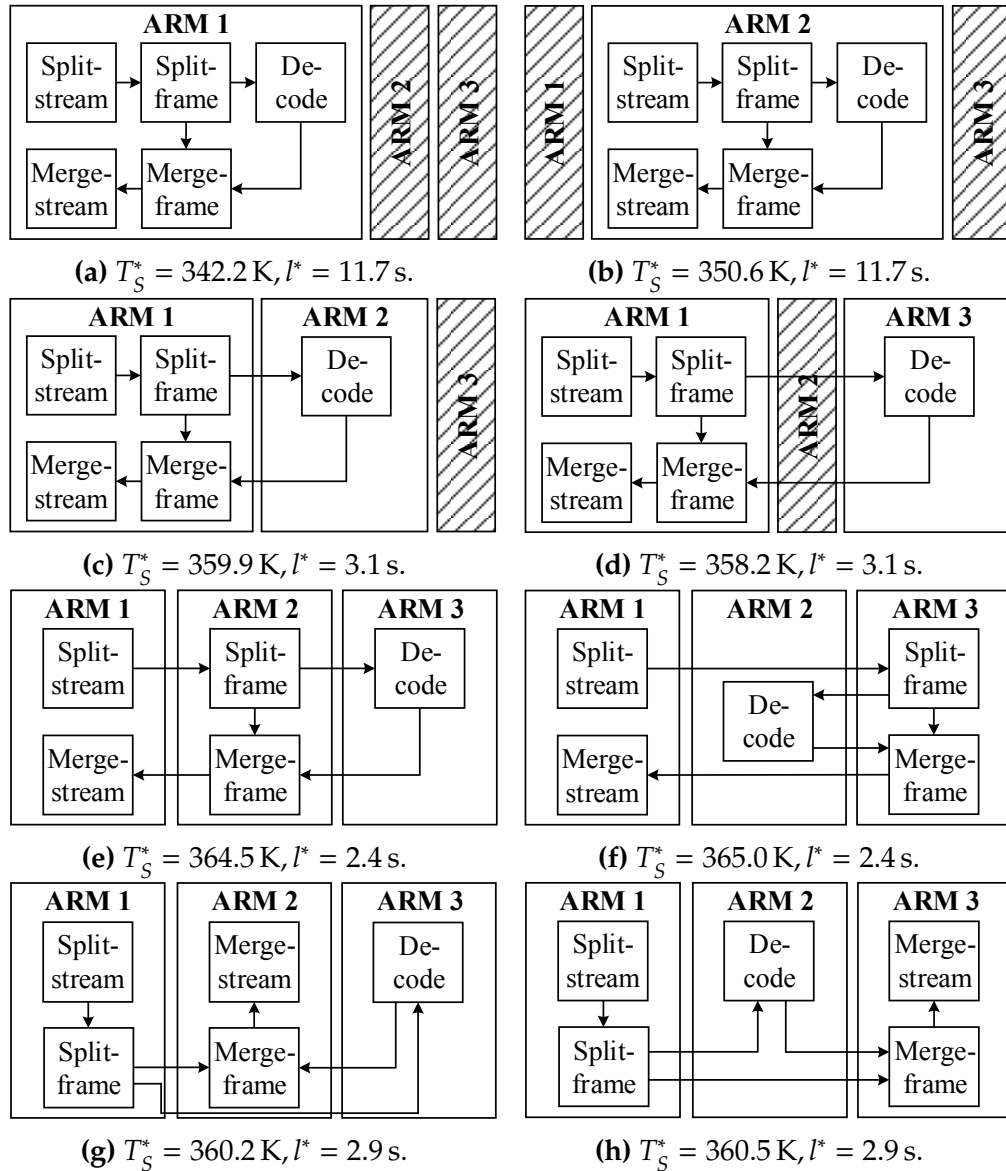 ARM 1
Split-
stream
Split-
frame
De-
code
Merge-
stream
Merge-
frame
ARM 2
ARM 3
(a) T*S = 342.2 K, l* = 11.7 s.
ARM 1
ARM 2
Split-
stream
Split-
frame
De-
code
Merge-
stream
Merge-
frame
ARM 3
(b) T*S = 350.6 K, l* = 11.7 s.
ARM 1
Split-
stream
Split-
frame
Merge-
stream
Merge-
frame
ARM 2
De-
code
ARM 3
(c) T*S = 359.9 K, l* = 3.1 s.
ARM 1
Split-
stream
Split-
frame
Merge-
stream
Merge-
frame
ARM 2
ARM 3
De-
code
(d) T*S = 358.2 K, l* = 3.1 s.
ARM 1
Split-
stream
Merge-
stream
ARM 2
Split-
frame
Merge-
frame
ARM 3
De-
code
(e) T*S = 364.5 K, l* = 2.4 s.
ARM 1
Split-
stream
Merge-
stream
ARM 2
De-
code
ARM 3
Split-
frame
Merge-
frame
(f) T*S = 365.0 K, l* = 2.4 s.
ARM 1
Split-
stream
Split-
frame
ARM 2
Merge-
stream
Merge-
frame
ARM 3
De-
code
(g) T*S = 360.2 K, l* = 2.9 s.
ARM 1
Split-
stream
Split-
frame
ARM 2
De-
code
ARM 3
Merge-
stream
Merge-
frame
(h) T*S = 360.5 K, l* = 2.9 s.